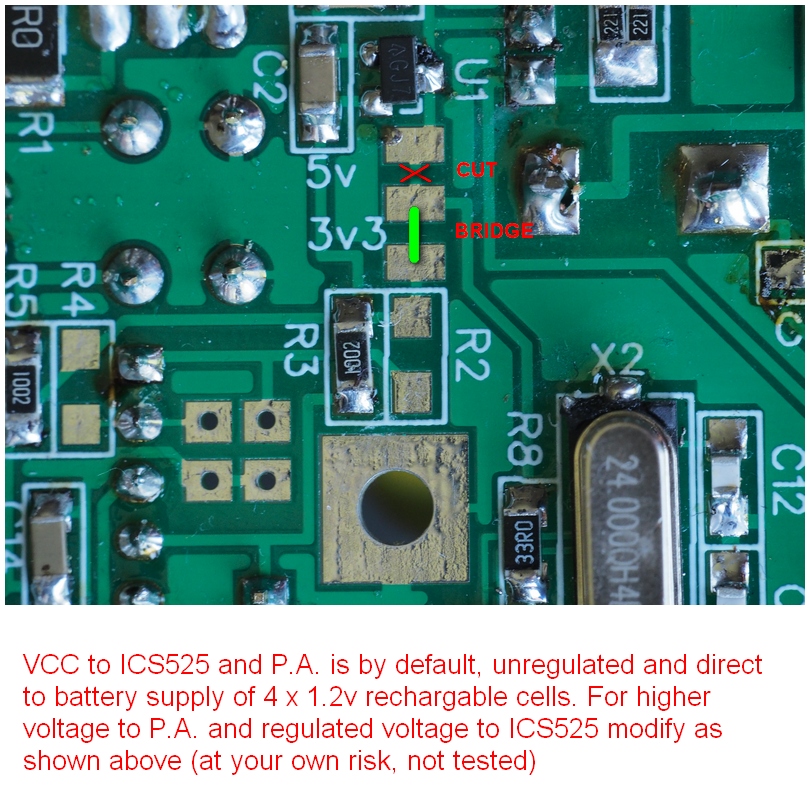 R0
R1
C2
4GJ7
U1
221
221
5v
CUT
3v3
BRIDGE
R5
R4
R3
R2
1002
1002
X2
R8
C12
24.0000H4
33R0
C14
C
C
VCC to ICS525 and P.A. is by default, unregulated and direct
to battery supply of 4 x 1.2v rechargable cells. For higher
voltage to P.A. and regulated voltage to ICS525 modify as
shown above (at your own risk, not tested)